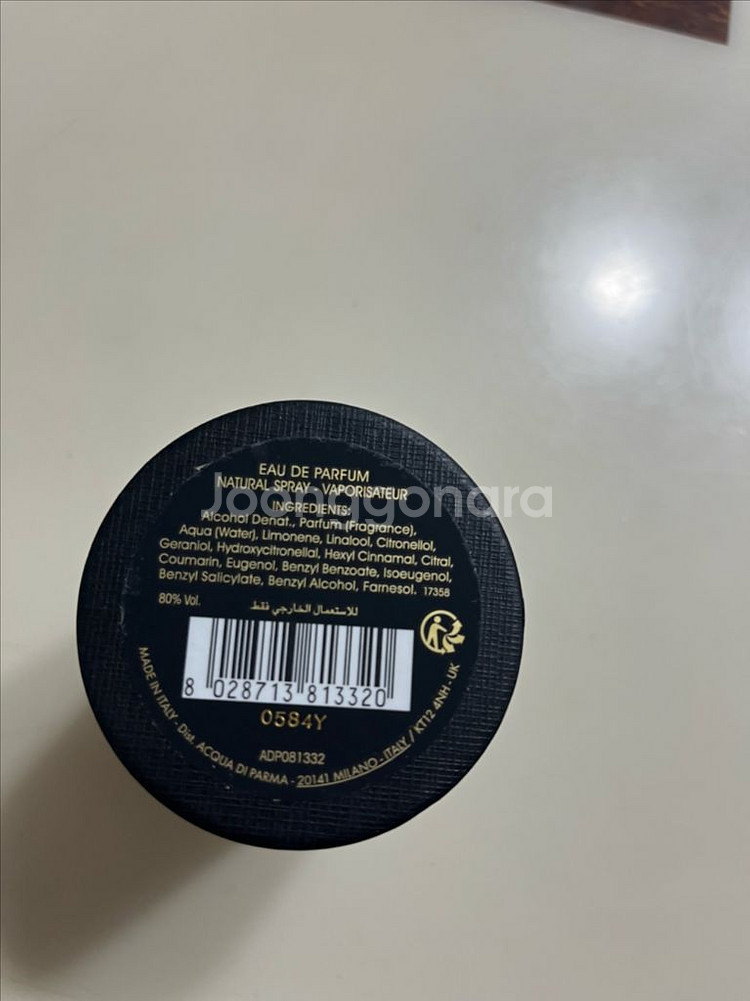 EAU DE PARFUM
NATURAL SPRAY - VAPORISATEUR
Joonggonara
INGREDIENTS:
Alcohol Denat., Parfum (Fragrance),
Aqua (Water), Limonene, Linalool, Citronellol,
Geraniol, Hydroxycitronellal, Hexyl Cinnamal, Citral,
Coumarin, Eugenol, Benzyl Benzoate, Isoeugenol,
Benzyl Salicylate, Benzyl Alcohol, Farnesol. 17358
80% Vol.
للاستعمال الخارجي فقط
8 028713 813320
0584Y
ADP081332
MADE IN ITALY - Dist. ACQUA DI PARMA - 20141 MILANO - ITALY / KT12 4NH - UK